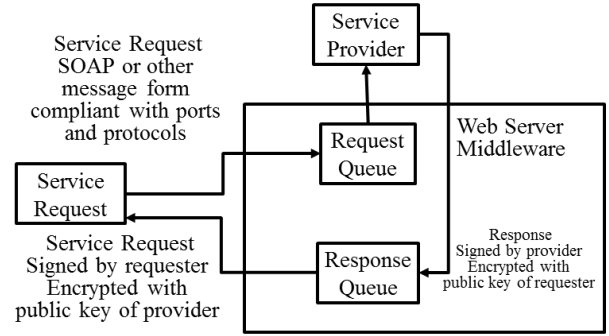 Service Request
SOAP or other
message form
compliant with ports
and protocols
Service
Provider
Request
Queue
Web Server
Middleware
Service
Request
Service Request
Signed by requester
Encrypted with
public key of provider
Response
Queue
Response
Signed by provider
Encrypted with
public key of requester